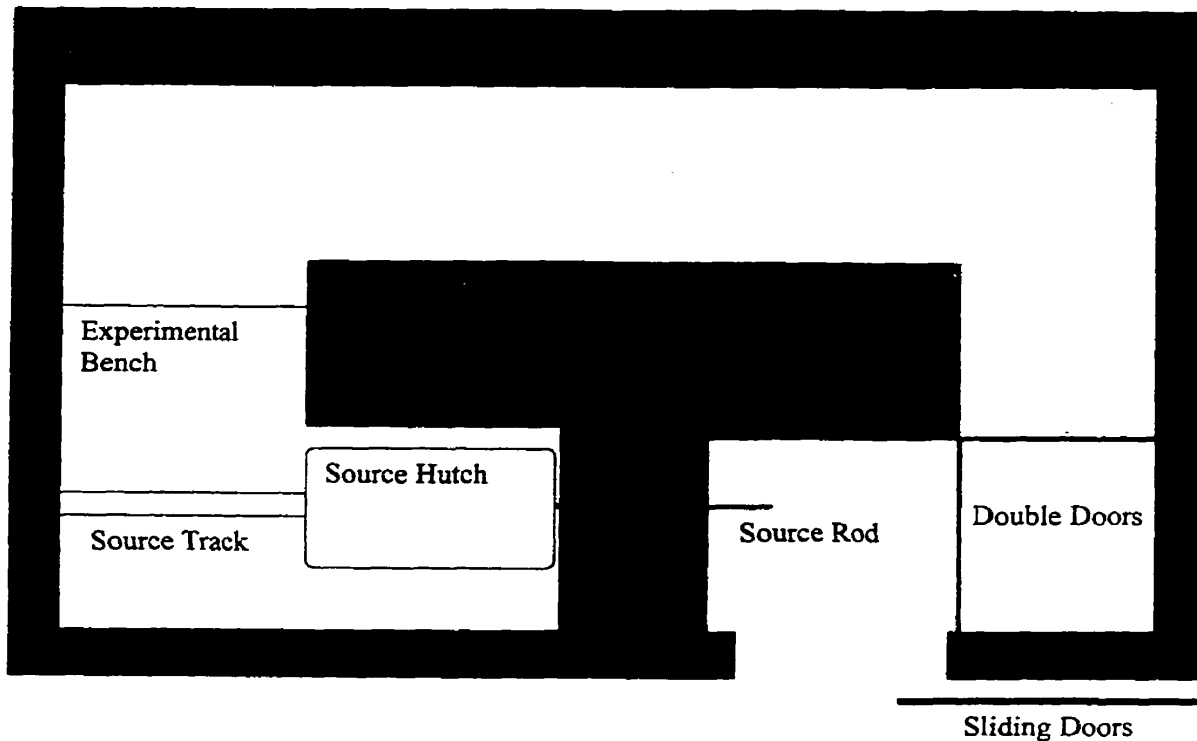 Experimental
Bench
Source Hutch
Source Track
Source Rod
Double Doors
Sliding Doors